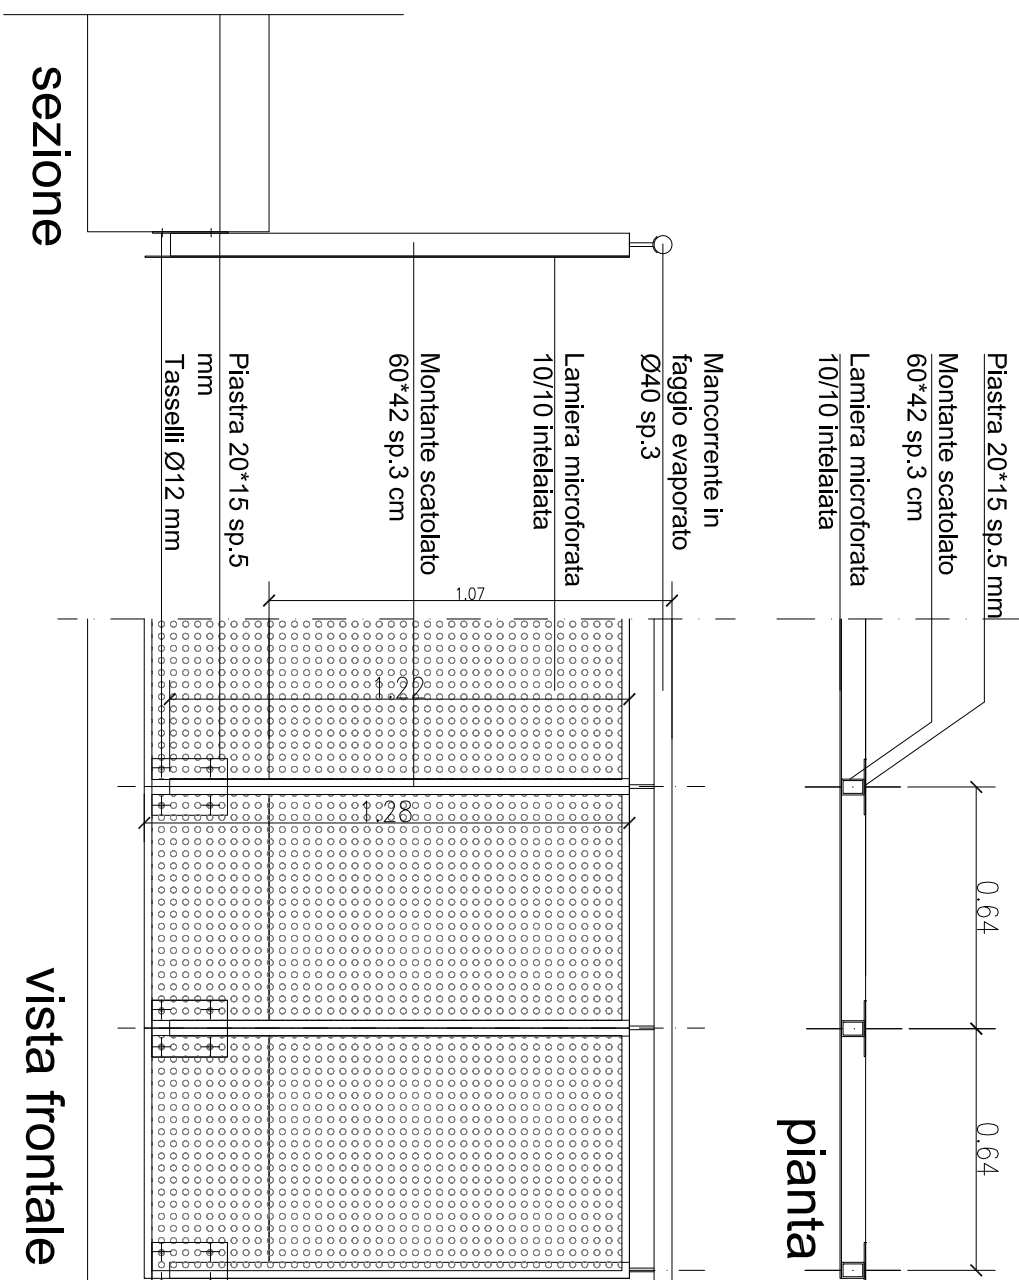 Piastra 20*15 sp.5 mm
Montante scatolato
60*42 sp.3 cm
Lamiera microforata
10/10 intelaiata
0.64
0.64
pianta
Mancorrente in
faggio evaporato
Ø40 sp.3
Lamiera microforata
10/10 intelaiata
Montante scatolato
60*42 sp.3 cm
Piastra 20*15 sp.5
mm
Tasselli Ø12 mm
1.07
1.22
1.28
sezione
vista frontale